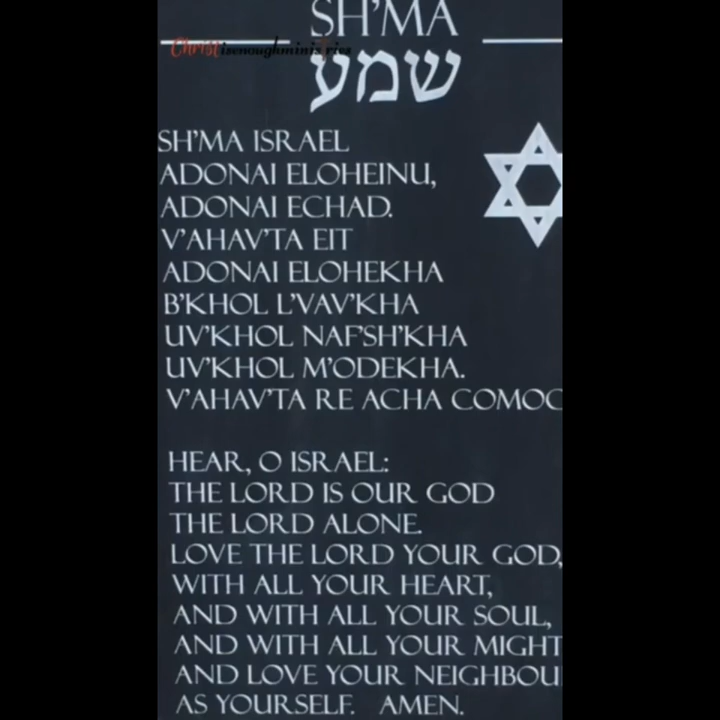 SH'MA
Christisenoughministries
שמע
SH'MA ISRAEL
ADONAI ELOHEINU,
ADONAI ECHAD.
V'AHAV'TA EIT
ADONAI ELOHEKHA
B'KHOL L'VAV'KHA
UV'KHOL NAF'SH'KHA
UV'KHOL M'ODEKHA.
V'AHAV'TA RE ACHA COMOC
HEAR, O ISRAEL:
THE LORD IS OUR GOD
THE LORD ALONE.
LOVE THE LORD YOUR GOD,
WITH ALL YOUR HEART,
AND WITH ALL YOUR SOUL,
AND WITH ALL YOUR MIGHT
AND LOVE YOUR NEIGHBOU
AS YOURSELF. AMEN.